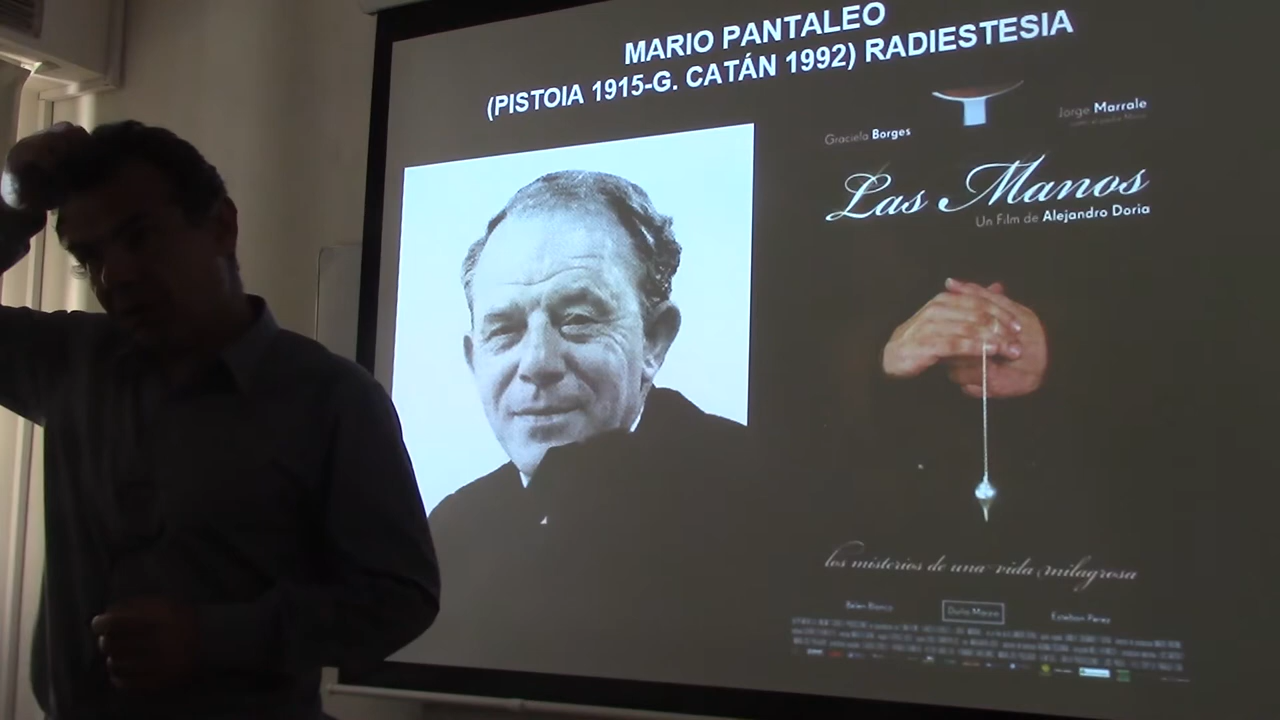 MARIO PANTALEO
(PISTOIA 1915-G. CATÁN 1992) RADIESTESIA
Graciela Borges
Jorge Marrale
Las Manos
Un Film de Alejandro Doria
los misterios de una vida milagrosa
Belen Blanco
Duilio Marzio
Esteban Perez